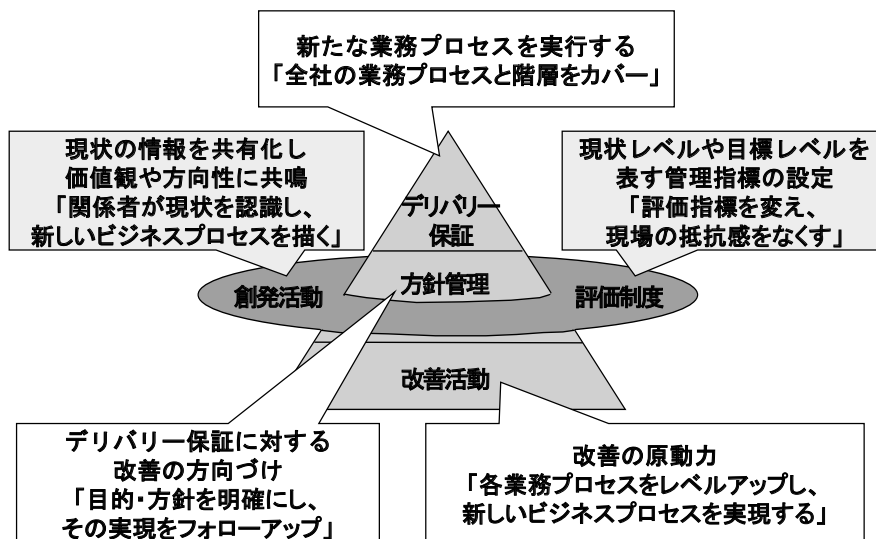 新たな業務プロセスを実行する
「全社の業務プロセスと階層をカバー」
現状の情報を共有化し
価値観や方向性に共鳴
「関係者が現状を認識し、
新しいビジネスプロセスを描く」
現状レベルや目標レベルを
表す管理指標の設定
「評価指標を変え、
現場の抵抗感をなくす」
デリバリー
保証
方針管理
創発活動
評価制度
改善活動
デリバリー保証に対する
改善の方向づけ
「目的・方針を明確にし、
その実現をフォローアップ」
改善の原動力
「各業務プロセスをレベルアップし、
新しいビジネスプロセスを実現する」